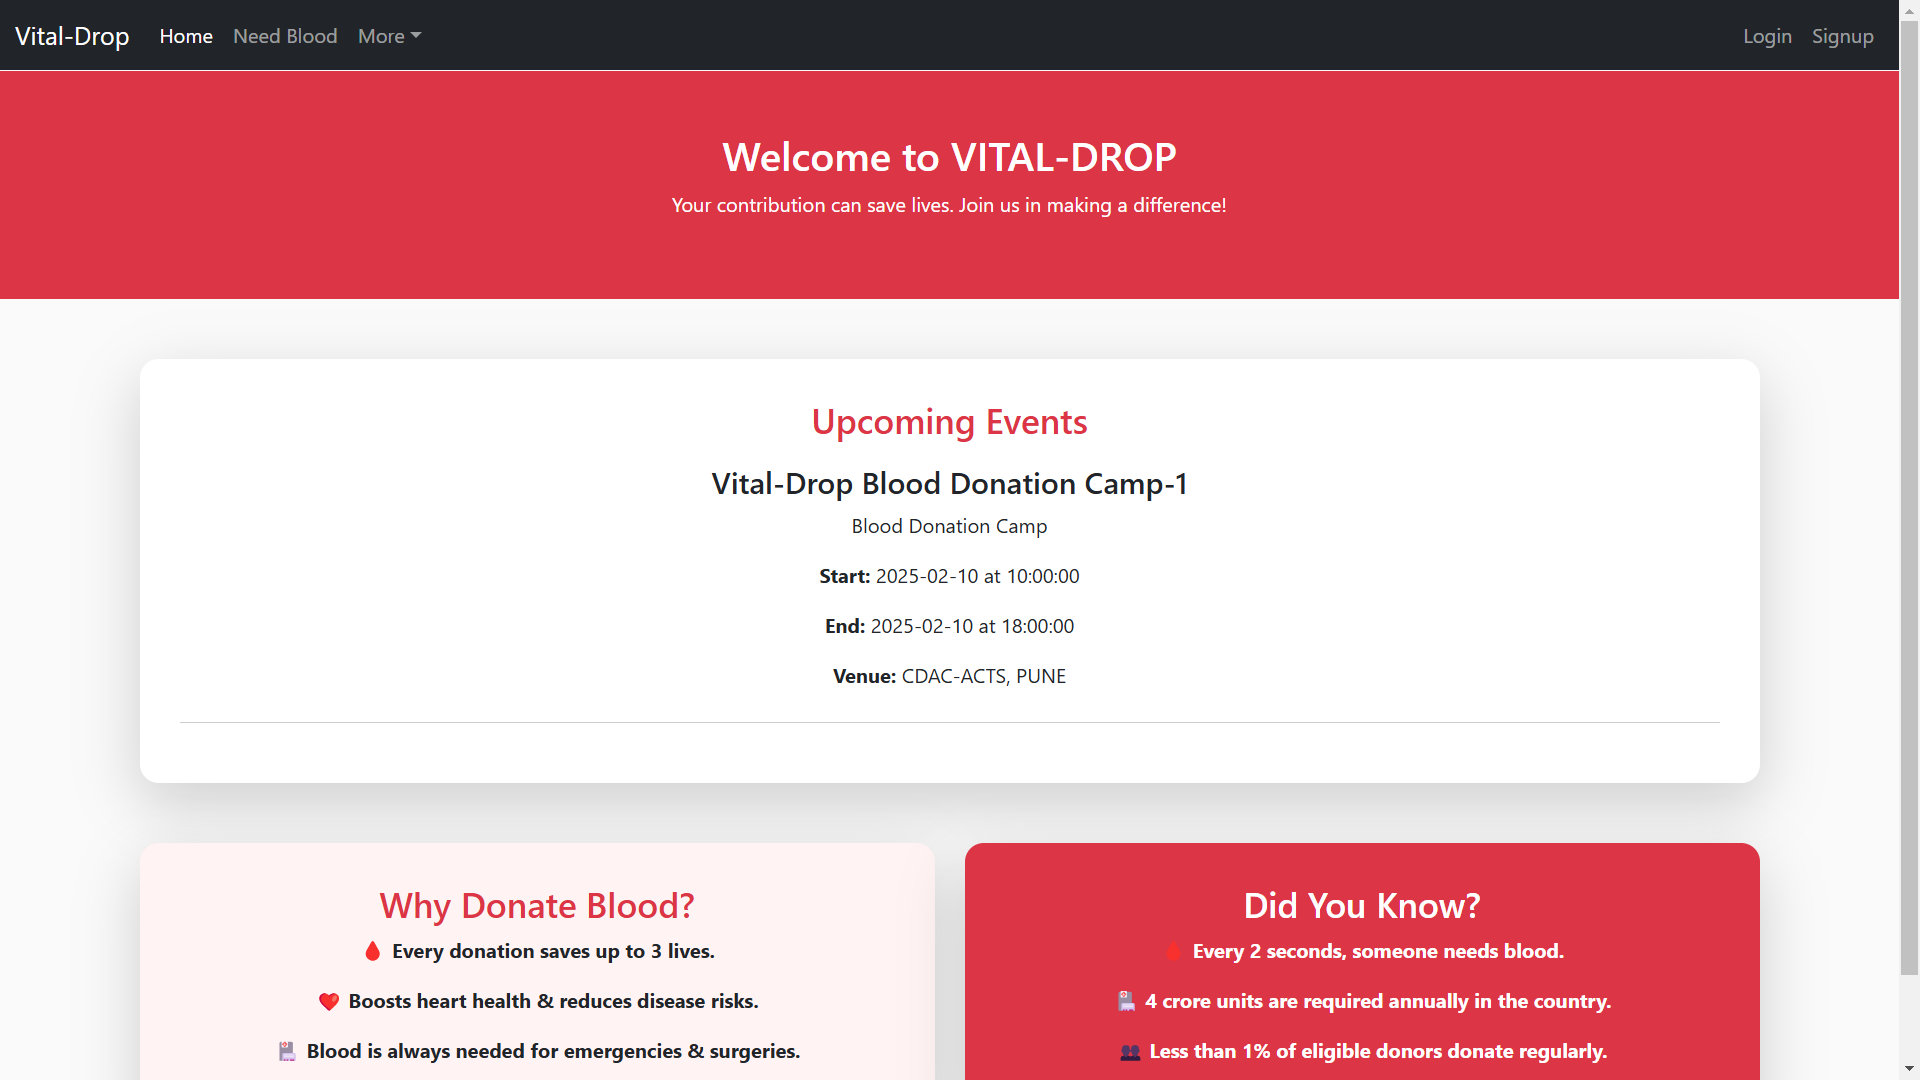 Vital-Drop Home Need Blood More Login Signup
Welcome to VITAL-DROP
Your contribution can save lives. Join us in making a difference!
Upcoming Events
Vital-Drop Blood Donation Camp-1
Blood Donation Camp
Start: 2025-02-10 at 10:00:00
End: 2025-02-10 at 18:00:00
Venue: CDAC-ACTS, PUNE
Why Donate Blood?
Every donation saves up to 3 lives.
Boosts heart health & reduces disease risks.
Blood is always needed for emergencies & surgeries.
Did You Know?
Every 2 seconds, someone needs blood.
4 crore units are required annually in the country.
Less than 1% of eligible donors donate regularly.